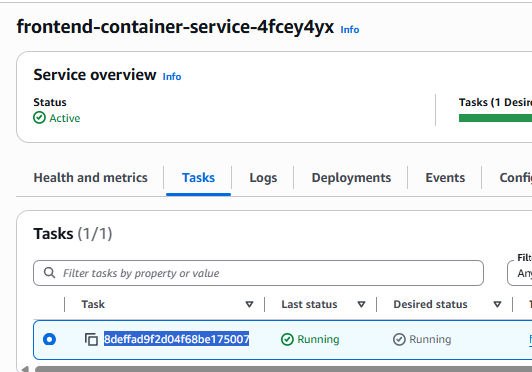 frontend-container-service-4fcey4yx Info
Service overview Info
Status
Active
Tasks (1 Desire
Health and metrics Tasks Logs Deployments Events Config
Tasks (1/1)
Filter tasks by property or value
Filt
Any
Task Last status Desired status
8deffad9f2d04f68be175007 Running Running